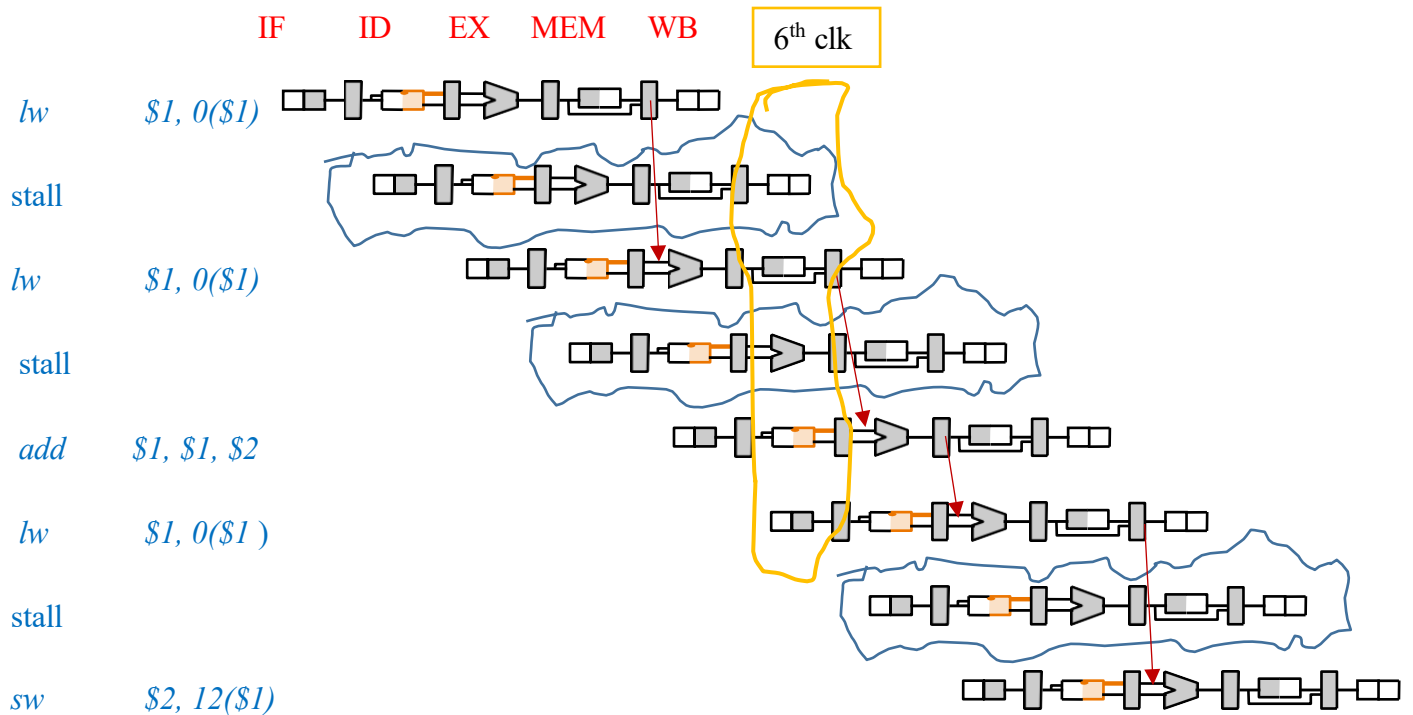 IF ID EX MEM WB 6th clk
lw $1, 0($1)
stall
lw $1, 0($1)
stall
add $1, $1, $2
lw $1, 0($1 )
stall
sw $2, 12($1)